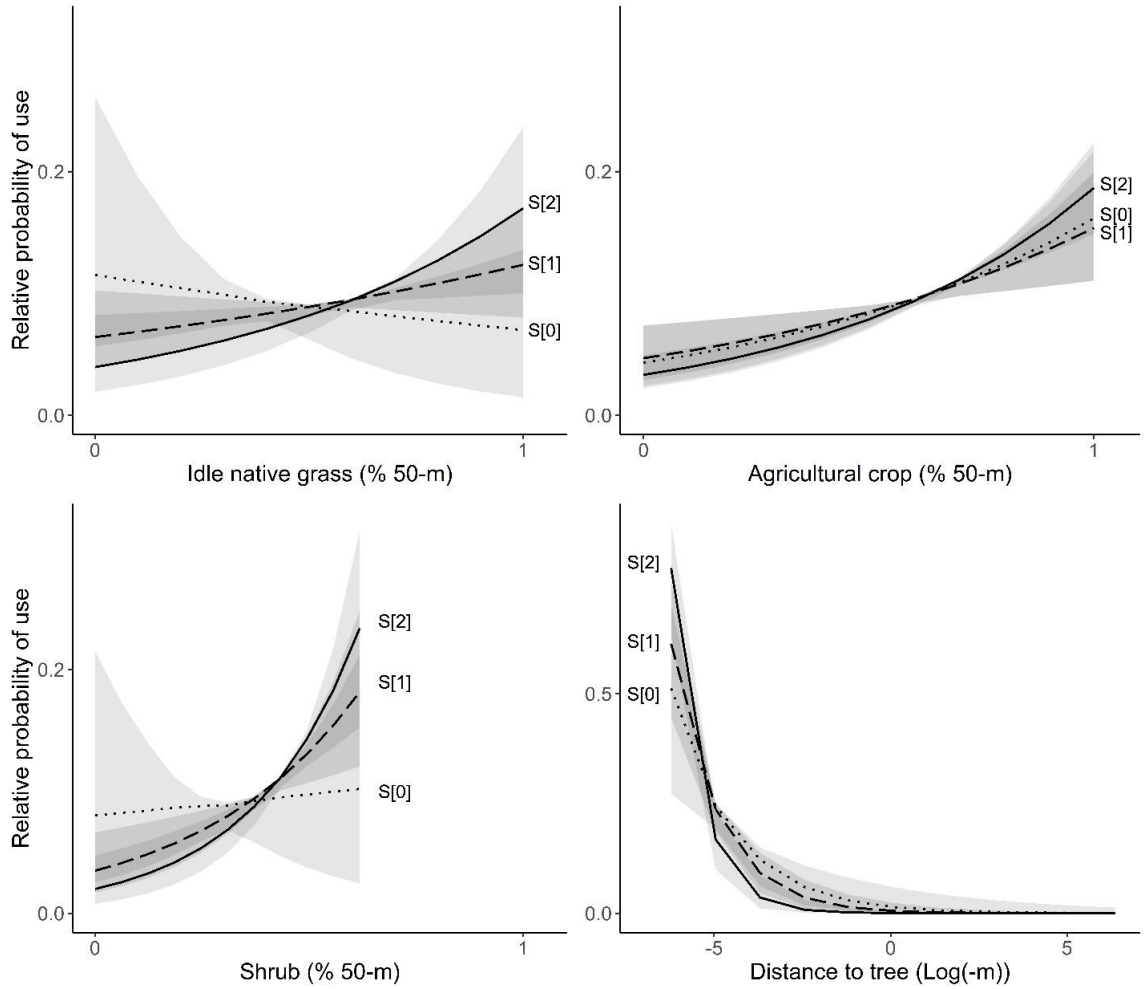 Relative probability of use
0.2
0.0
S[2]
S[1]
S[0]
0
1
Idle native grass (% 50-m)
0.2
0.0
S[2]
S[0]
S[1]
0
1
Agricultural crop (% 50-m)
Relative probability of use
0.2
0.0
S[2]
S[1]
S[0]
0
1
Shrub (% 50-m)
0.5
0.0
S[2]
S[1]
S[0]
-5
0
5
Distance to tree (Log(-m))